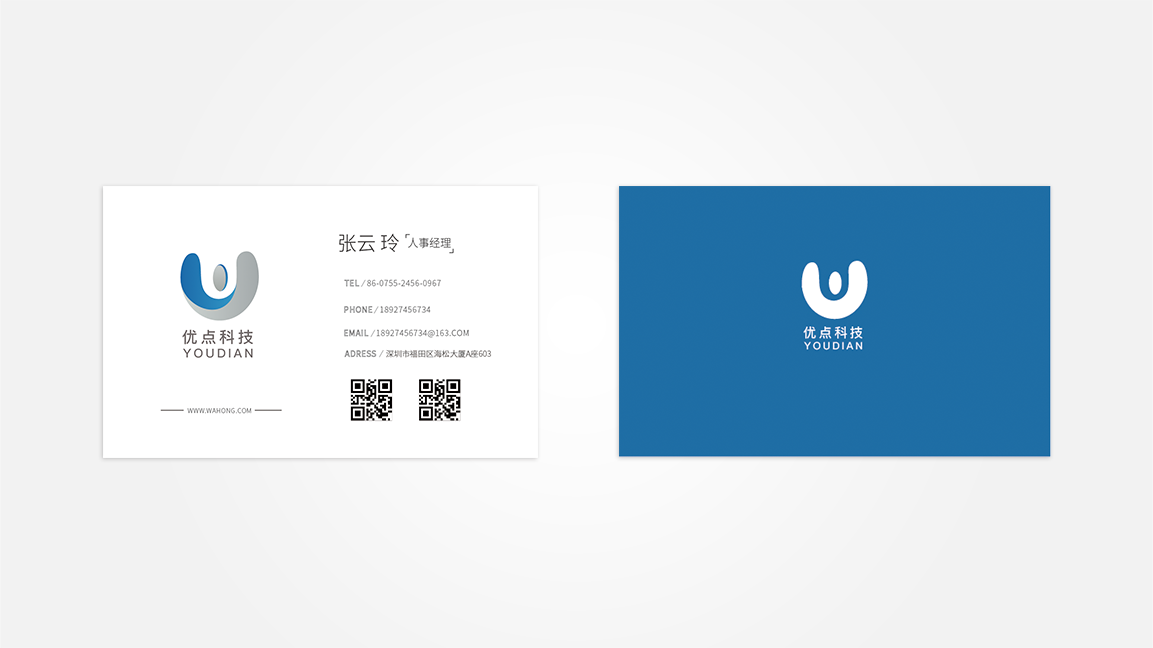 优点科技
YOUDIAN
WWW.WAHONG.COM
张云 玲「人事经理」
TEL / 86-0755-2456-0967
PHONE / 18927456734
EMAIL / 18927456734@163.COM
ADRESS / 深圳市福田区海松大厦A座603
优点科技
YOUDIAN